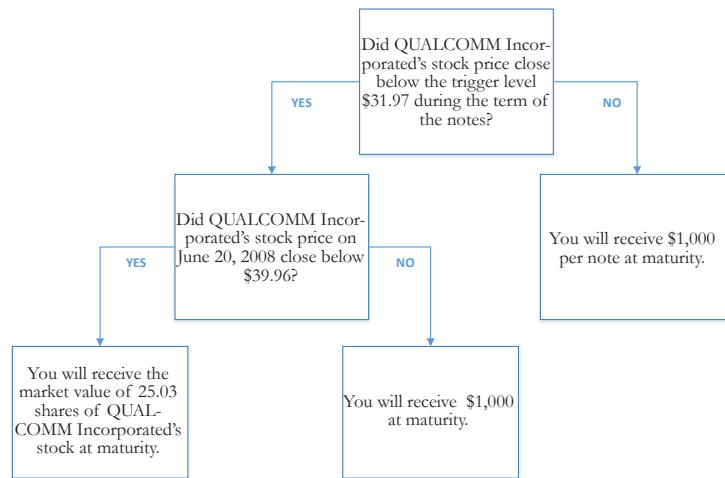 Did QUALCOMM Incor-
porated's stock price close
below the trigger level
$31.97 during the term of
the notes?
YES
NO
Did QUALCOMM Incor-
porated's stock price on
June 20, 2008 close below
$39.96?
You will receive $1,000
per note at maturity.
YES
NO
You will receive the
market value of 25.03
shares of QUAL-
COMM Incorporated's
stock at maturity.
You will receive $1,000
at maturity.